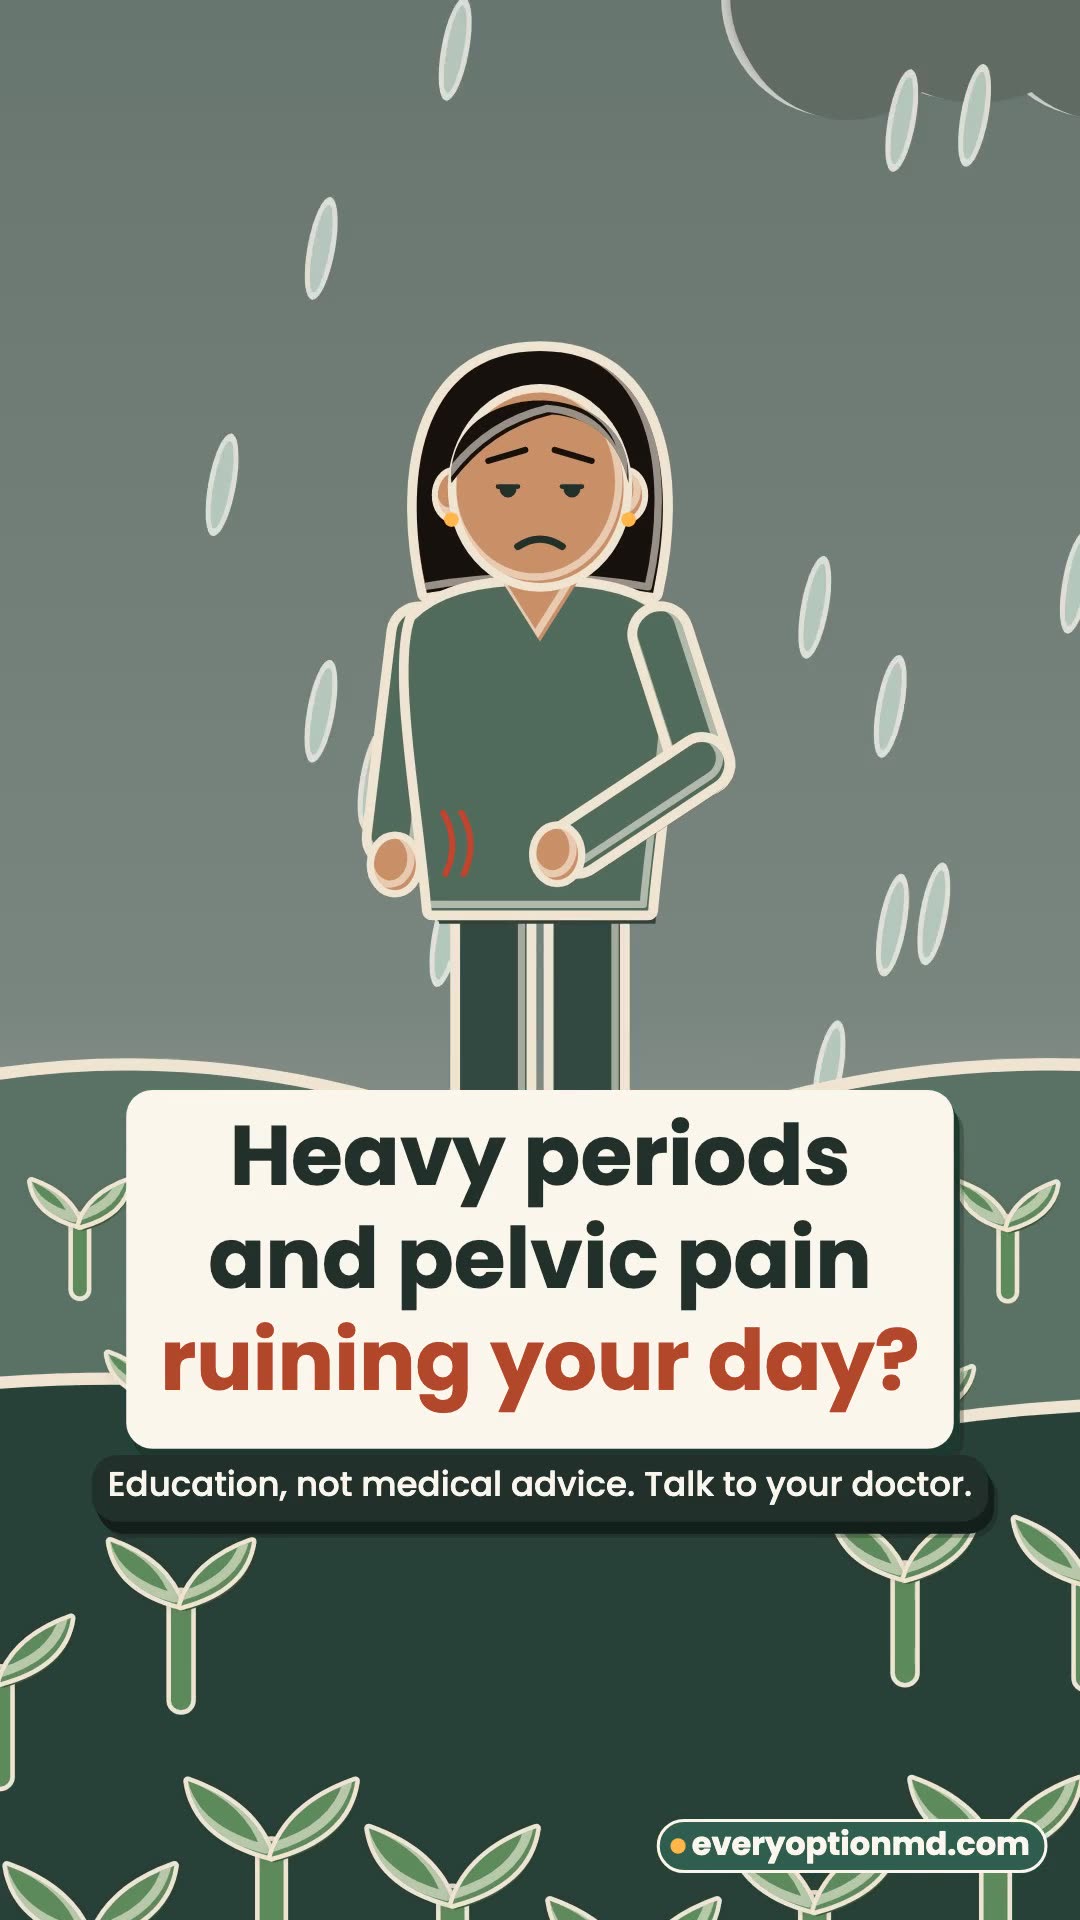 Heavy periods
and pelvic pain
ruining your day?
Education, not medical advice. Talk to your doctor.
everyoptionmd.com